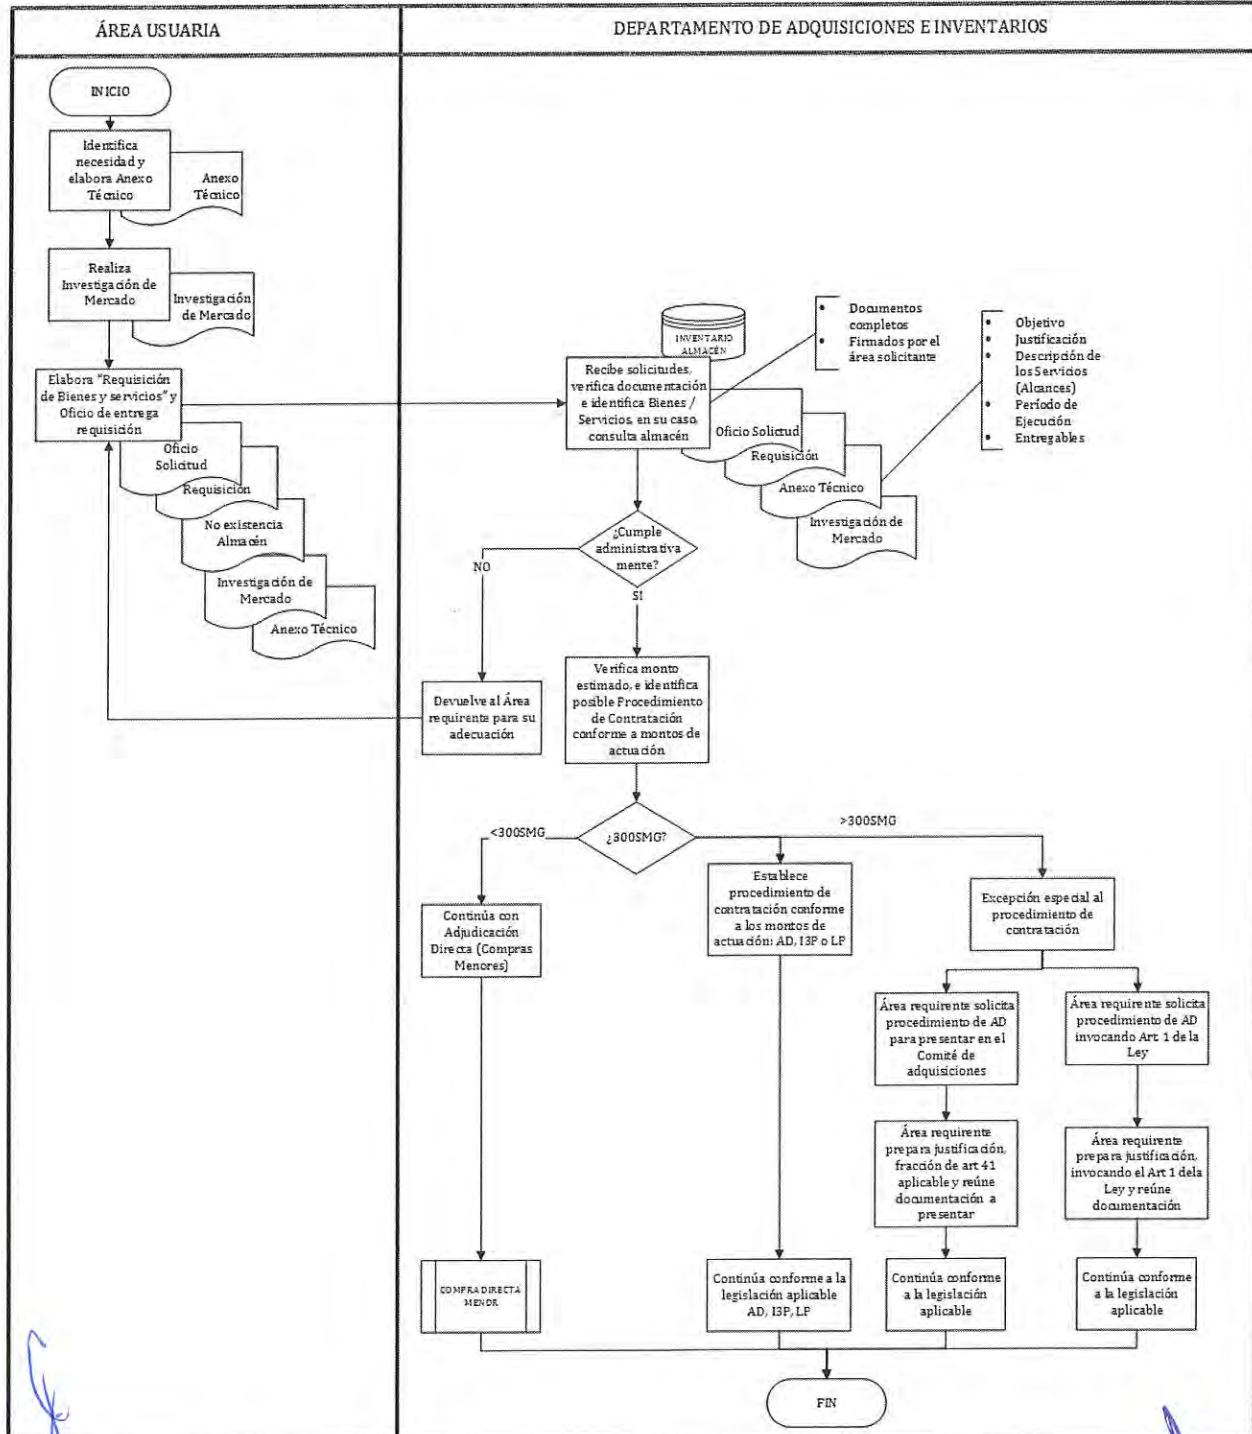 ÁREA USUARIA
DEPARTAMENTO DE ADQUISICIONES E INVENTARIOS
INICIO
Identifica
necesidad y
elabora Anexo
Técnico
Anexo
Técnico
Realiza
Investigación de
Mercado
Investigación
de Mercado
Elabora "Requisición
de Bienes y servicios" y
Oficio de entrega
requisición
Oficio
Solicitud
Requisición
No existencia
Almacén
Investigación de
Mercado
Anexo Técnico
INVENTARIO
ALMACÉN
Recibe solicitudes,
verifica documentación
e identifica Bienes /
Servicios, en su caso,
consulta almacén
• Documentos
completos
• Firmados por el
área solicitante
• Objetivo
• Justificación
• Descripción de
los Servicios
(Alcances)
• Período de
Ejecución
• Entregables
Oficio Solicitud
Requisición
Anexo Técnico
Investigación de
Mercado
¿Cumple
administrativa
mente?
NO
SI
Devuelve al Área
requirente para su
adecuación
Verifica monto
estimado, e identifica
posible Procedimiento
de Contratación
conforme a montos de
actuación
¿300SMG?
<300SMG
>300SMG
Continúa con
Adjudicación
Directa (Compras
Menores)
Establece
procedimiento de
contratación conforme
a los montos de
actuación: AD, I3P o LP
Excepción especial al
procedimiento de
contratación
Área requirente solicita
procedimiento de AD
para presentar en el
Comité de
adquisiciones
Área requirente solicita
procedimiento de AD
invocando Art 1 de la
Ley
Área requirente
prepara justificación,
fracción de art 41
aplicable y reúne
documentación a
presentar
Área requirente
prepara justificación,
invocando el Art 1 dela
Ley y reúne
documentación
COMPRA DIRECTA
MENOR
Continúa conforme a la
legislación aplicable
AD, I3P, LP
Continúa conforme
a la legislación
aplicable
Continúa conforme
a la legislación
aplicable
FIN